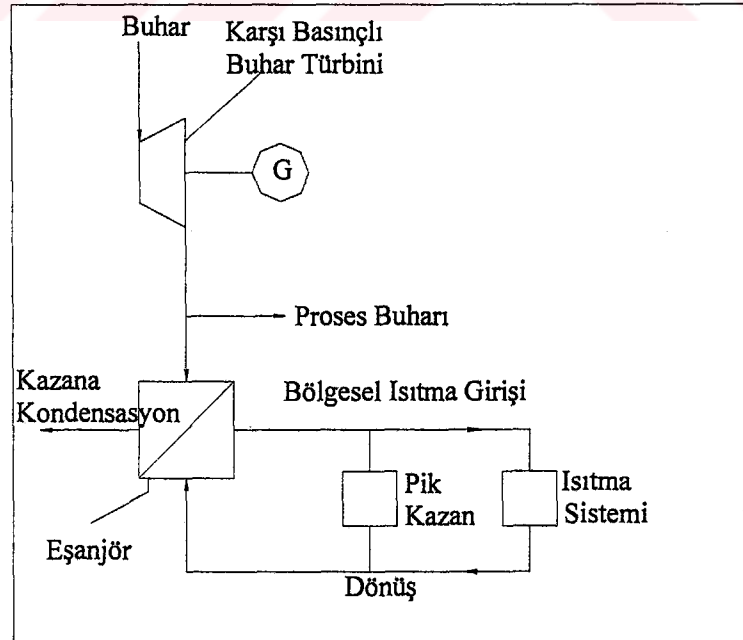 Buhar
Karşı Basınçlı
Buhar Türbini
G
Proses Buharı
Kazana
Kondensasyon
Bölgesel Isıtma Girişi
Pik
Kazan
Isıtma
Sistemi
Eşanjör
Dönüş